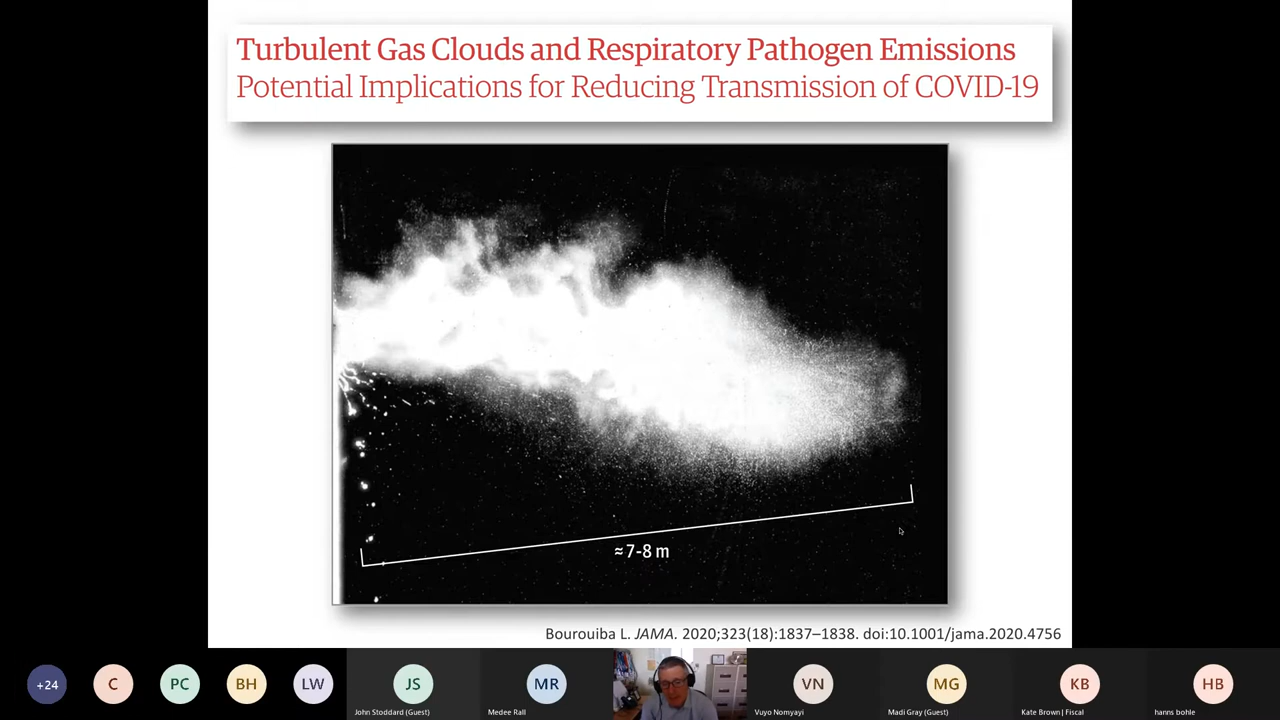 Turbulent Gas Clouds and Respiratory Pathogen Emissions
Potential Implications for Reducing Transmission of COVID-19
≈7-8 m
Bourouiba L. JAMA. 2020;323(18):1837–1838. doi:10.1001/jama.2020.4756
+24
C
PC
BH
LW
JS
MR
VN
MG
KB
HB
John Stoddard (Guest)
Medee Rall
Vuyo Nomyayi
Madi Gray (Guest)
Kate Brown | Fiscal
hanns bohle